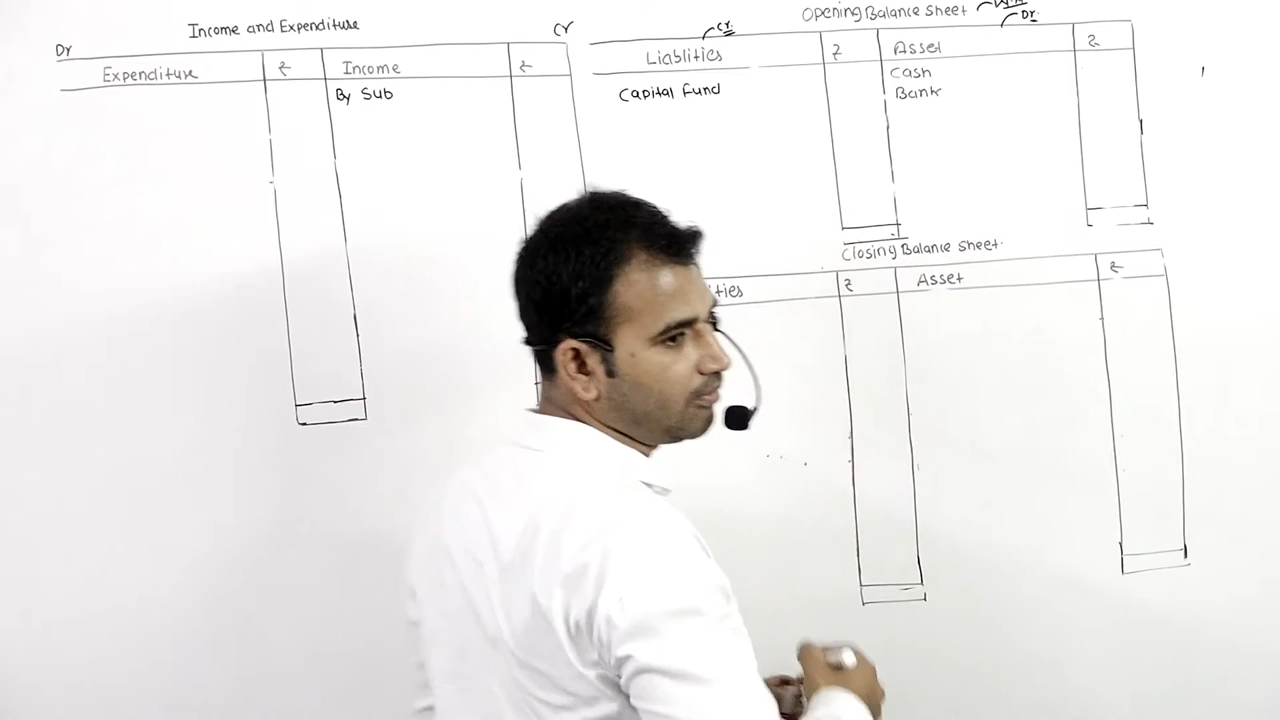 Income and Expenditure
Dr Cr
Expenditure ₹ Income ₹
By Sub
Opening Balance Sheet
Cr. Dr.
Liablities ₹ Asset ₹
Capital Fund Cash
Bank
Closing Balance Sheet
ties ₹ Asset ₹